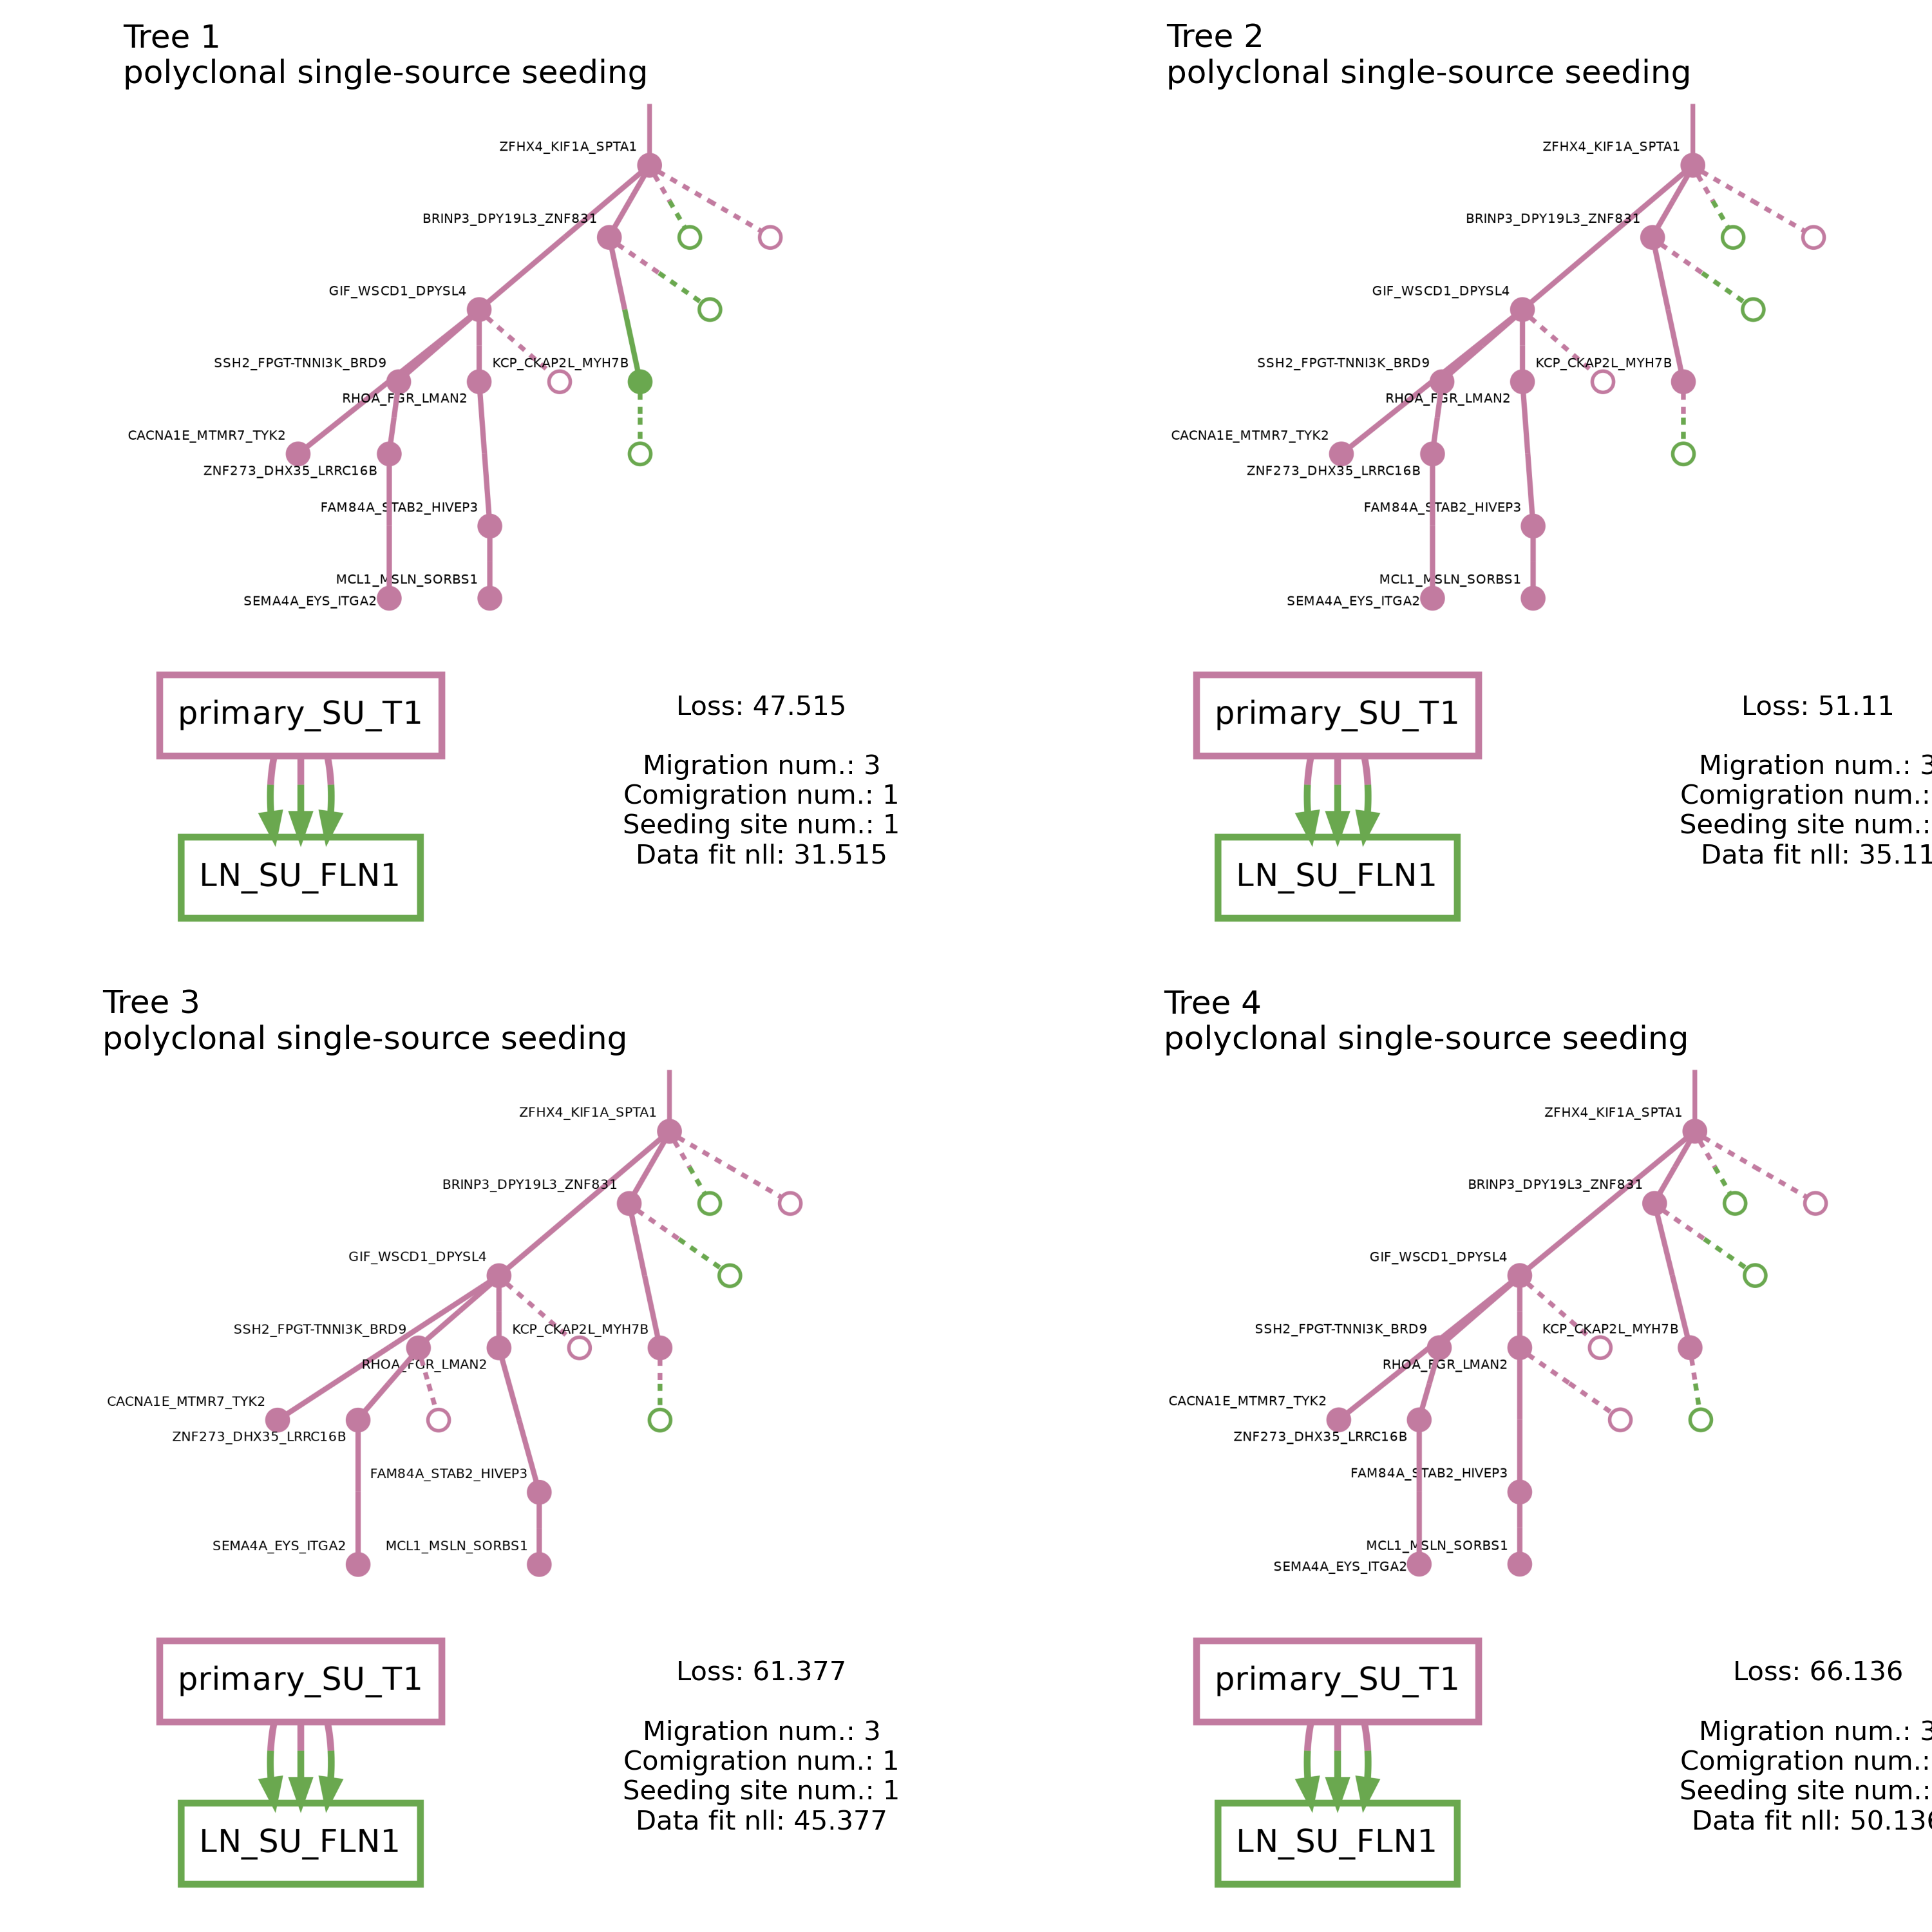 Tree 1
polyclonal single-source seeding
ZFHX4_KIF1A_SPTA1
BRINP3_DPY19L3_ZNF831
GIF_WSCD1_DPYSL4
SSH2_FPGT-TNNI3K_BRD9
KCP_CKAP2L_MYH7B
RHOA_FGR_LMAN2
CACNA1E_MTMR7_TYK2
ZNF273_DHX35_LRRC16B
FAM84A_STAB2_HIVEP3
MCL1_MSLN_SORBS1
SEMA4A_EYS_ITGA2
primary_SU_T1
LN_SU_FLN1
Loss: 47.515
Migration num.: 3
Comigration num.: 1
Seeding site num.: 1
Data fit nll: 31.515
Tree 2
polyclonal single-source seeding
ZFHX4_KIF1A_SPTA1
BRINP3_DPY19L3_ZNF831
GIF_WSCD1_DPYSL4
SSH2_FPGT-TNNI3K_BRD9
KCP_CKAP2L_MYH7B
RHOA_FGR_LMAN2
CACNA1E_MTMR7_TYK2
ZNF273_DHX35_LRRC16B
FAM84A_STAB2_HIVEP3
MCL1_MSLN_SORBS1
SEMA4A_EYS_ITGA2
primary_SU_T1
LN_SU_FLN1
Loss: 51.11
Migration num.: 3
Comigration num.:
Seeding site num.:
Data fit nll: 35.11
Tree 3
polyclonal single-source seeding
ZFHX4_KIF1A_SPTA1
BRINP3_DPY19L3_ZNF831
GIF_WSCD1_DPYSL4
SSH2_FPGT-TNNI3K_BRD9
KCP_CKAP2L_MYH7B
RHOA_FGR_LMAN2
CACNA1E_MTMR7_TYK2
ZNF273_DHX35_LRRC16B
FAM84A_STAB2_HIVEP3
SEMA4A_EYS_ITGA2
MCL1_MSLN_SORBS1
primary_SU_T1
LN_SU_FLN1
Loss: 61.377
Migration num.: 3
Comigration num.: 1
Seeding site num.: 1
Data fit nll: 45.377
Tree 4
polyclonal single-source seeding
ZFHX4_KIF1A_SPTA1
BRINP3_DPY19L3_ZNF831
GIF_WSCD1_DPYSL4
SSH2_FPGT-TNNI3K_BRD9
KCP_CKAP2L_MYH7B
RHOA_FGR_LMAN2
CACNA1E_MTMR7_TYK2
ZNF273_DHX35_LRRC16B
FAM84A_STAB2_HIVEP3
MCL1_MSLN_SORBS1
SEMA4A_EYS_ITGA2
primary_SU_T1
LN_SU_FLN1
Loss: 66.136
Migration num.: 3
Comigration num.:
Seeding site num.:
Data fit nll: 50.136